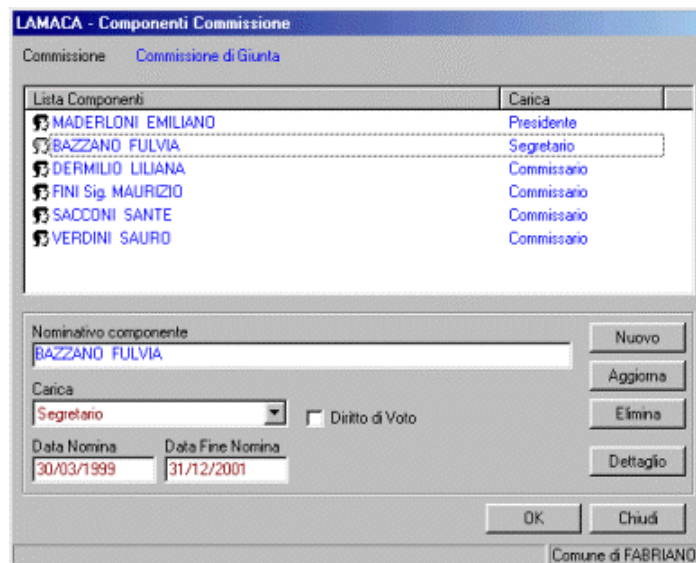 LAMACA - Componenti Commissione
Commissione Commissione di Giunta
Lista Componenti Carica
MADERLONI EMILIANO Presidente
BAZZANO FULVIA Segretario
DERMILIO LILIANA Commissario
FINI Sig. MAURIZIO Commissario
SACCONI SANTE Commissario
VERDINI SAURO Commissario
Nominativo componente
BAZZANO FULVIA
Nuovo
Aggiorna
Carica
Segretario
Diritto di Voto
Elimina
Data Nomina Data Fine Nomina
30/03/1999 31/12/2001
Dettaglio
OK Chiudi
Comune di FABRIANO